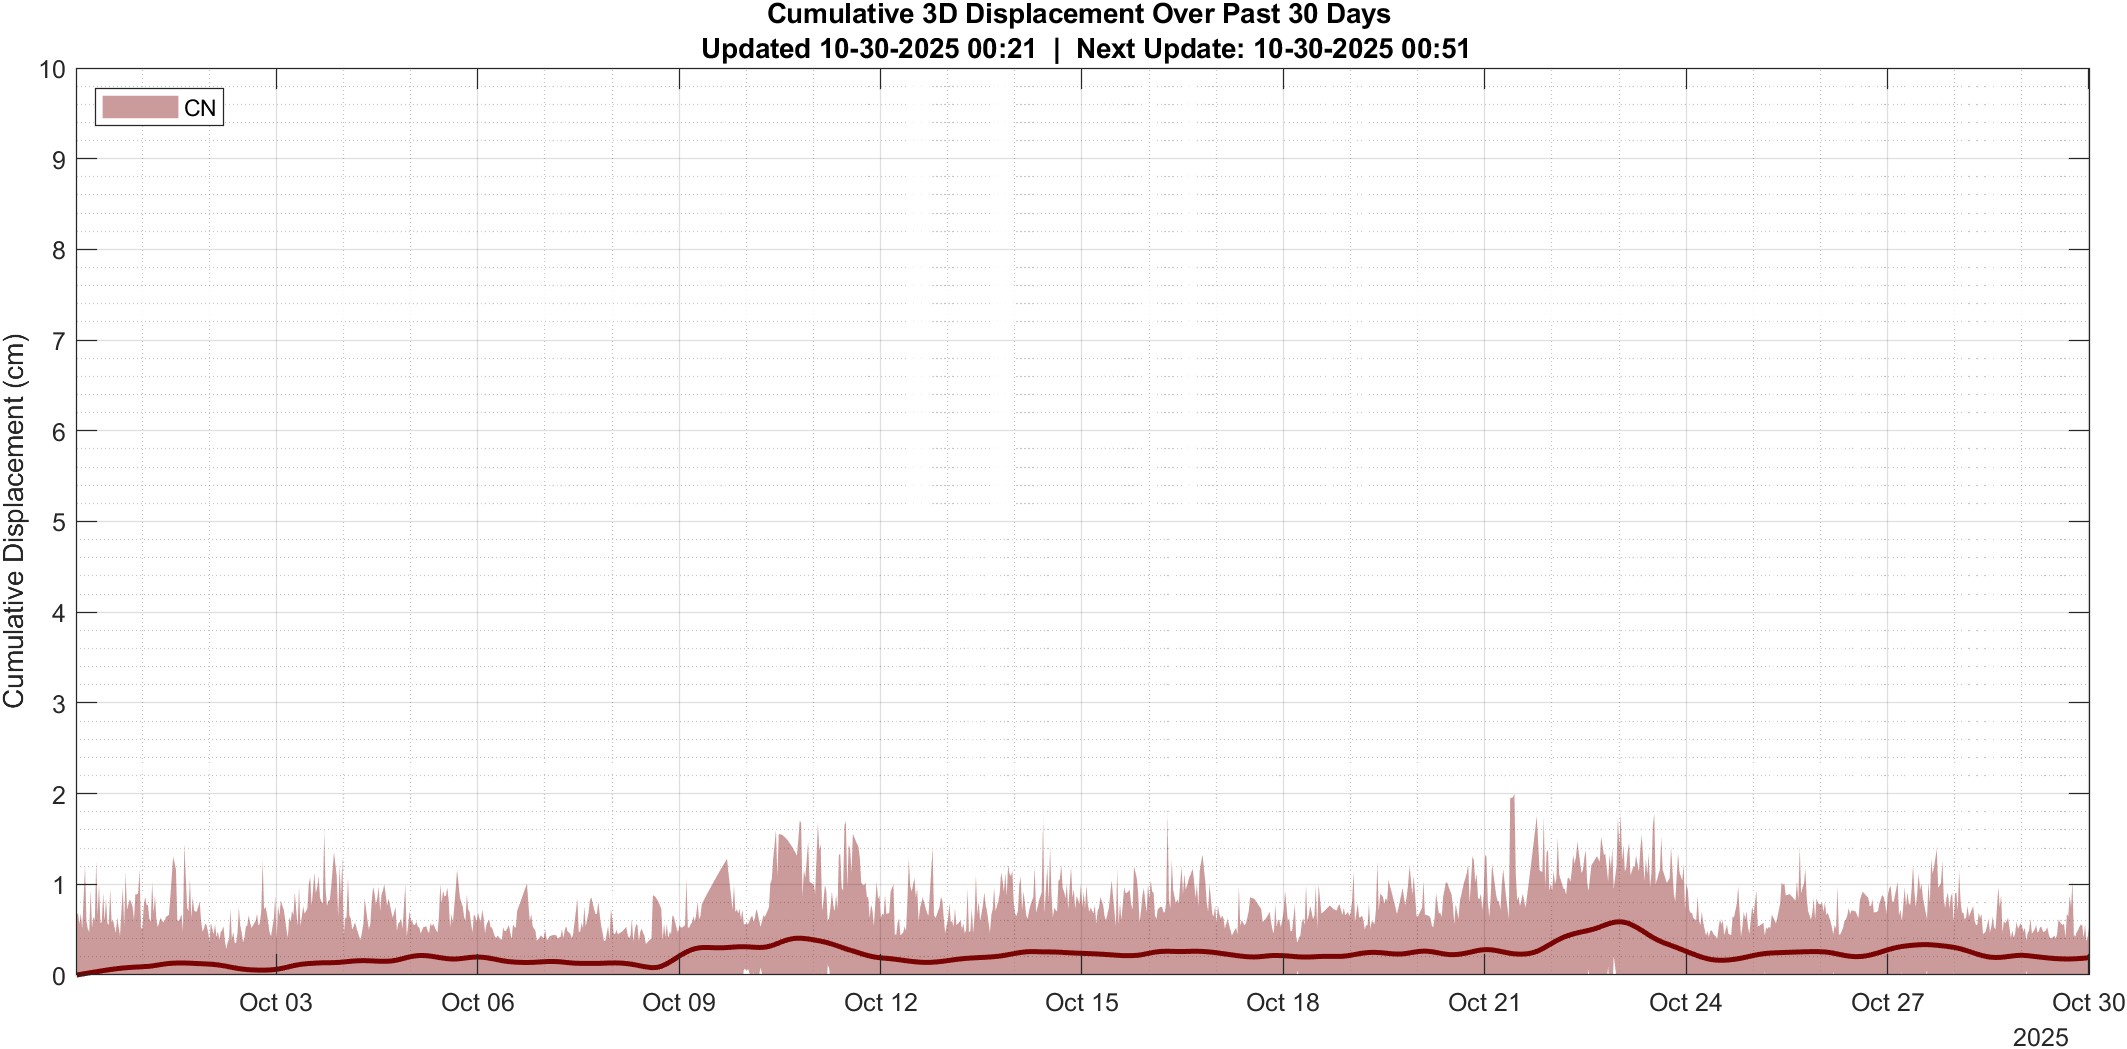 Cumulative 3D Displacement Over Past 30 Days
Updated 10-30-2025 00:21 | Next Update: 10-30-2025 00:51
CN
Cumulative Displacement (cm)
10
9
8
7
6
5
4
3
2
1
0
Oct 03 Oct 06 Oct 09 Oct 12 Oct 15 Oct 18 Oct 21 Oct 24 Oct 27 Oct 30
2025